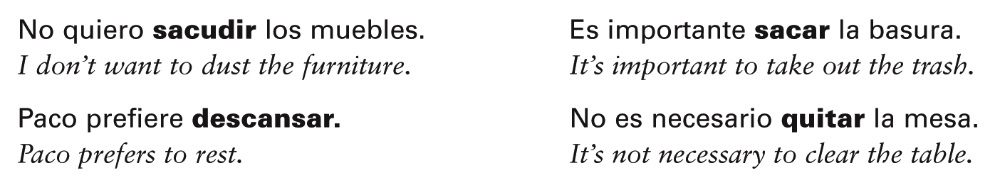 No quiero sacudir los muebles.
I don’t want to dust the furniture.
Paco prefiere descansar.
Paco prefers to rest.
Es importante sacar la basura.
It’s important to take out the trash.
No es necesario quitar la mesa.
It’s not necessary to clear the table.